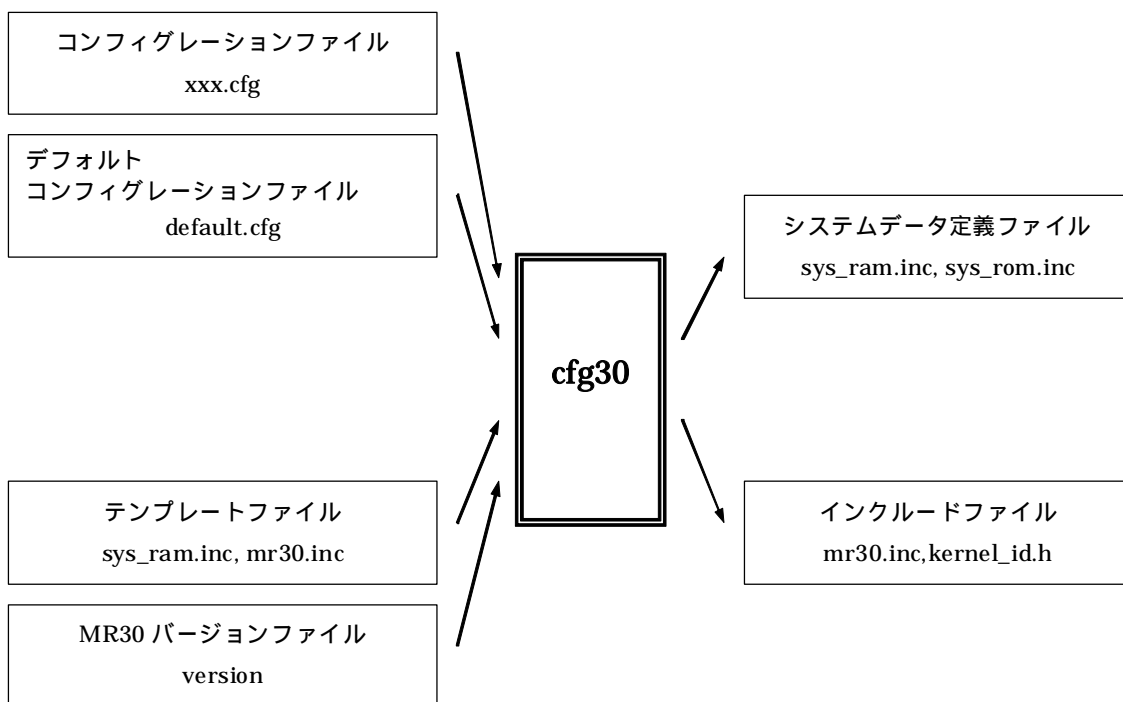 コンフィグレーションファイル
xxx.cfg
デフォルト
コンフィグレーションファイル
default.cfg
テンプレートファイル
sys_ram.inc, mr30.inc
MR30 バージョンファイル
version
cfg30
システムデータ定義ファイル
sys_ram.inc, sys_rom.inc
インクルードファイル
mr30.inc,kernel_id.h